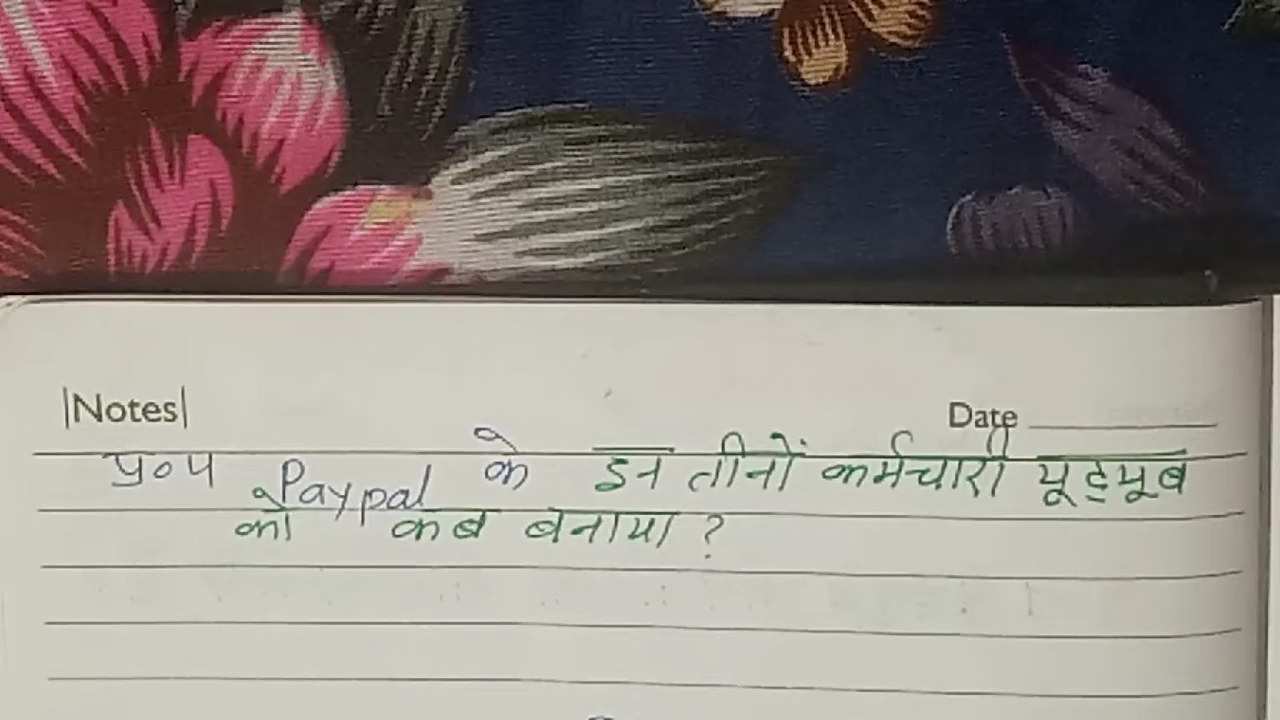 |Notes|
Date
प्र०4 Paypal के इन तीनों कर्मचारी यूट्यूब
को कब बनाया ?